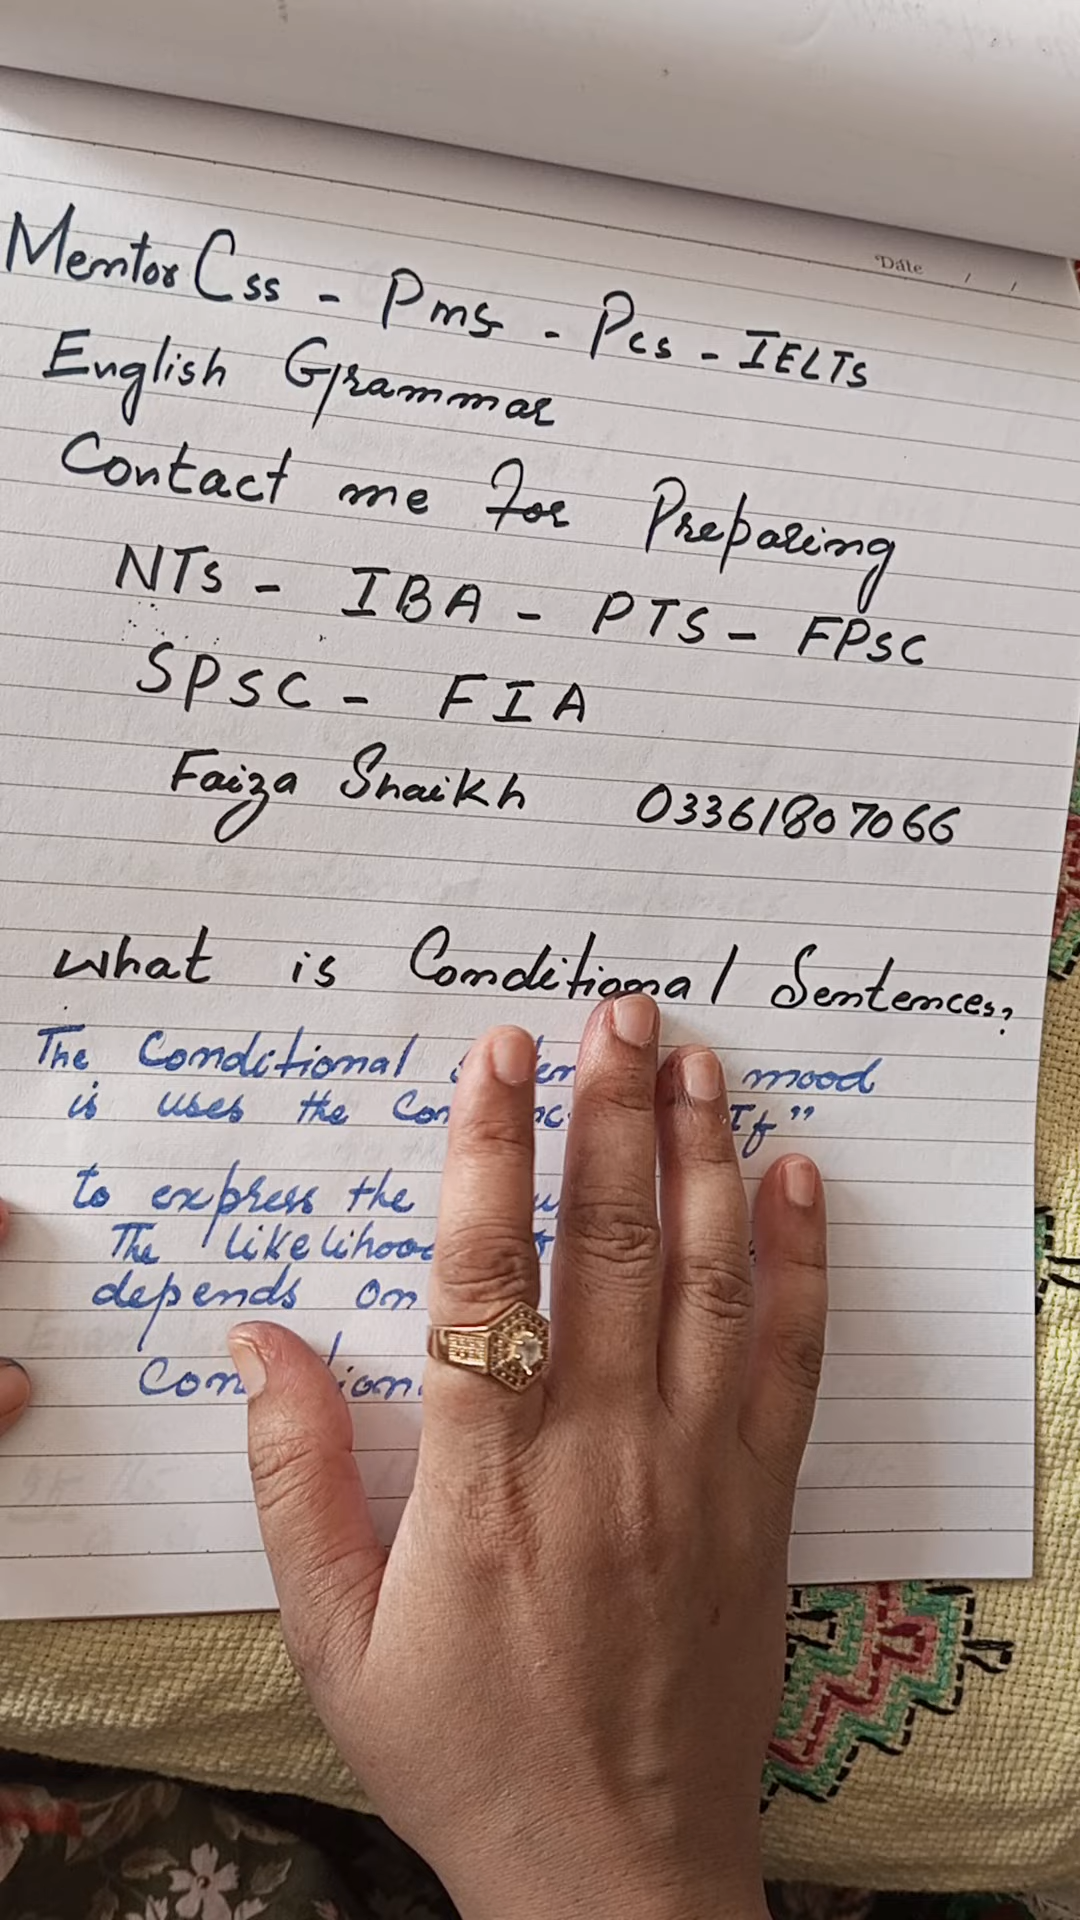 Date / /
Mentor Css - Pms - Pcs - IELTs
English Grammar
Contact me For Preparing
NTs - IBA - PTS - FPSC
SPSC - FIA
Faiza Shaikh 03361807066
What is Conditional Sentences?
The Conditional mood
is uses the "If"
to express the
The likelihood
depends on